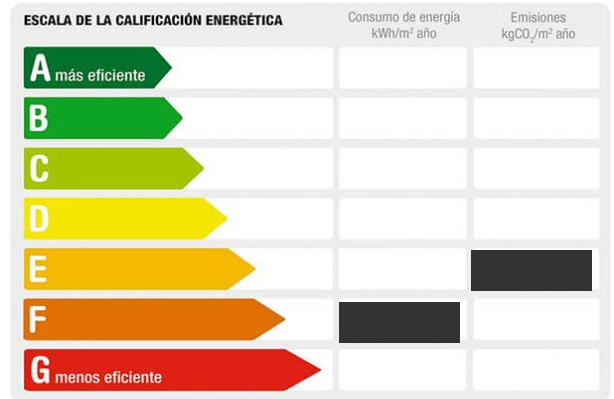 ESCALA DE LA CALIFICACIÓN ENERGÉTICA
Consumo de energía
kWh/m² año
Emisiones
kgCO₂/m² año
A más eficiente
B
C
D
E
F
G menos eficiente